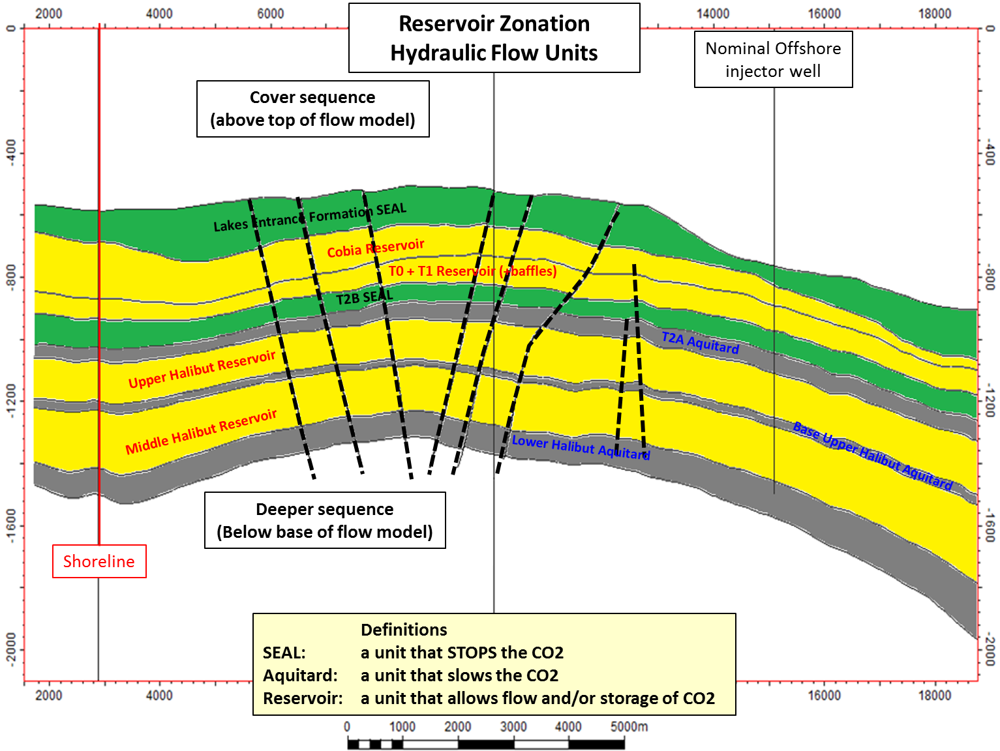 2000 4000 6000 14000 16000 18000
Reservoir Zonation
Hydraulic Flow Units
Nominal Offshore
injector well
Cover sequence
(above top of flow model)
0 0
-400 -400
-800 -800
-1200 -1200
-1600 -1600
-2000 -2000
Lakes Entrance Formation SEAL
Cobia Reservoir
T0 + T1 Reservoir (+baffles)
T2B SEAL
T2A Aquitard
Upper Halibut Reservoir
Middle Halibut Reservoir
Base Upper Halibut Aquitard
Lower Halibut Aquitard
Deeper sequence
(Below base of flow model)
Shoreline
Definitions
SEAL: a unit that STOPS the CO2
Aquitard: a unit that slows the CO2
Reservoir: a unit that allows flow and/or storage of CO2
2000 4000 16000 18000
0 1000 2000 3000 4000 5000m